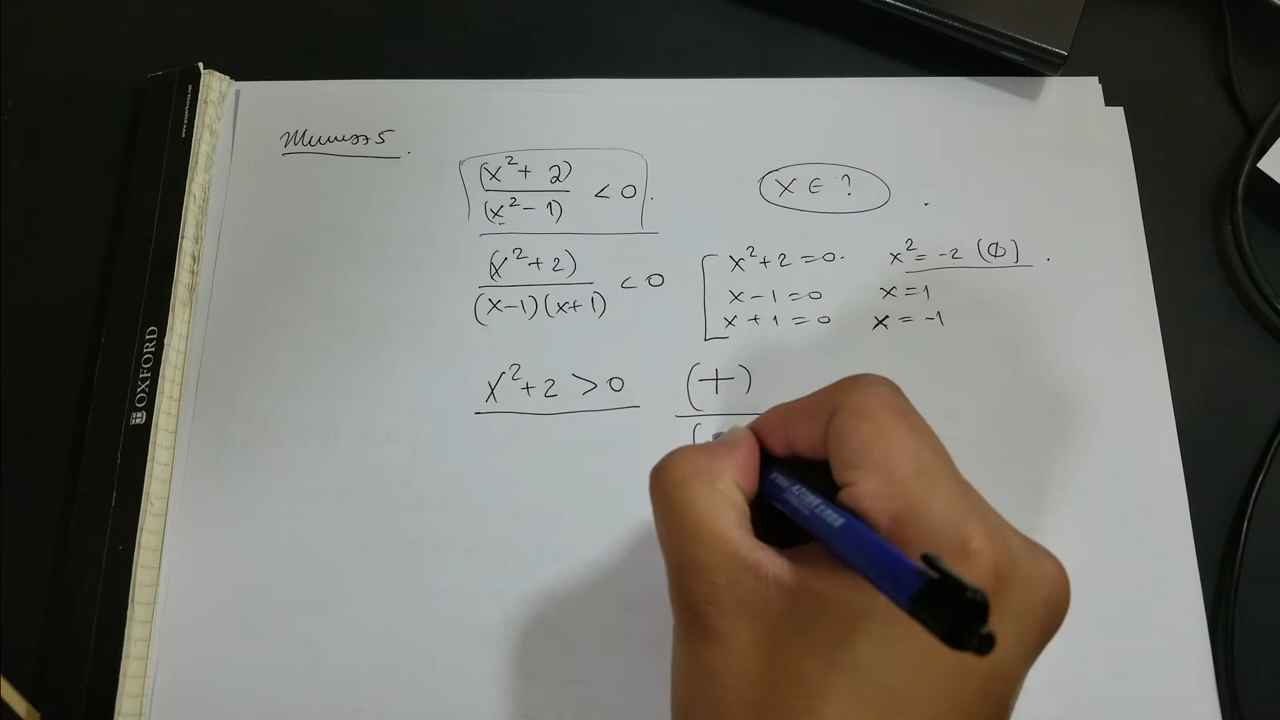 (x²+ 2)
(x²− 1) < 0.
x ∈ ?
(x²+2)
(x−1)(x+1) < 0
x²+2 =0. x²= -2 (∅) .
x−1=0 x=1
x+1=0 x = -1
x²+2 > 0 (+)
(
OXFORD